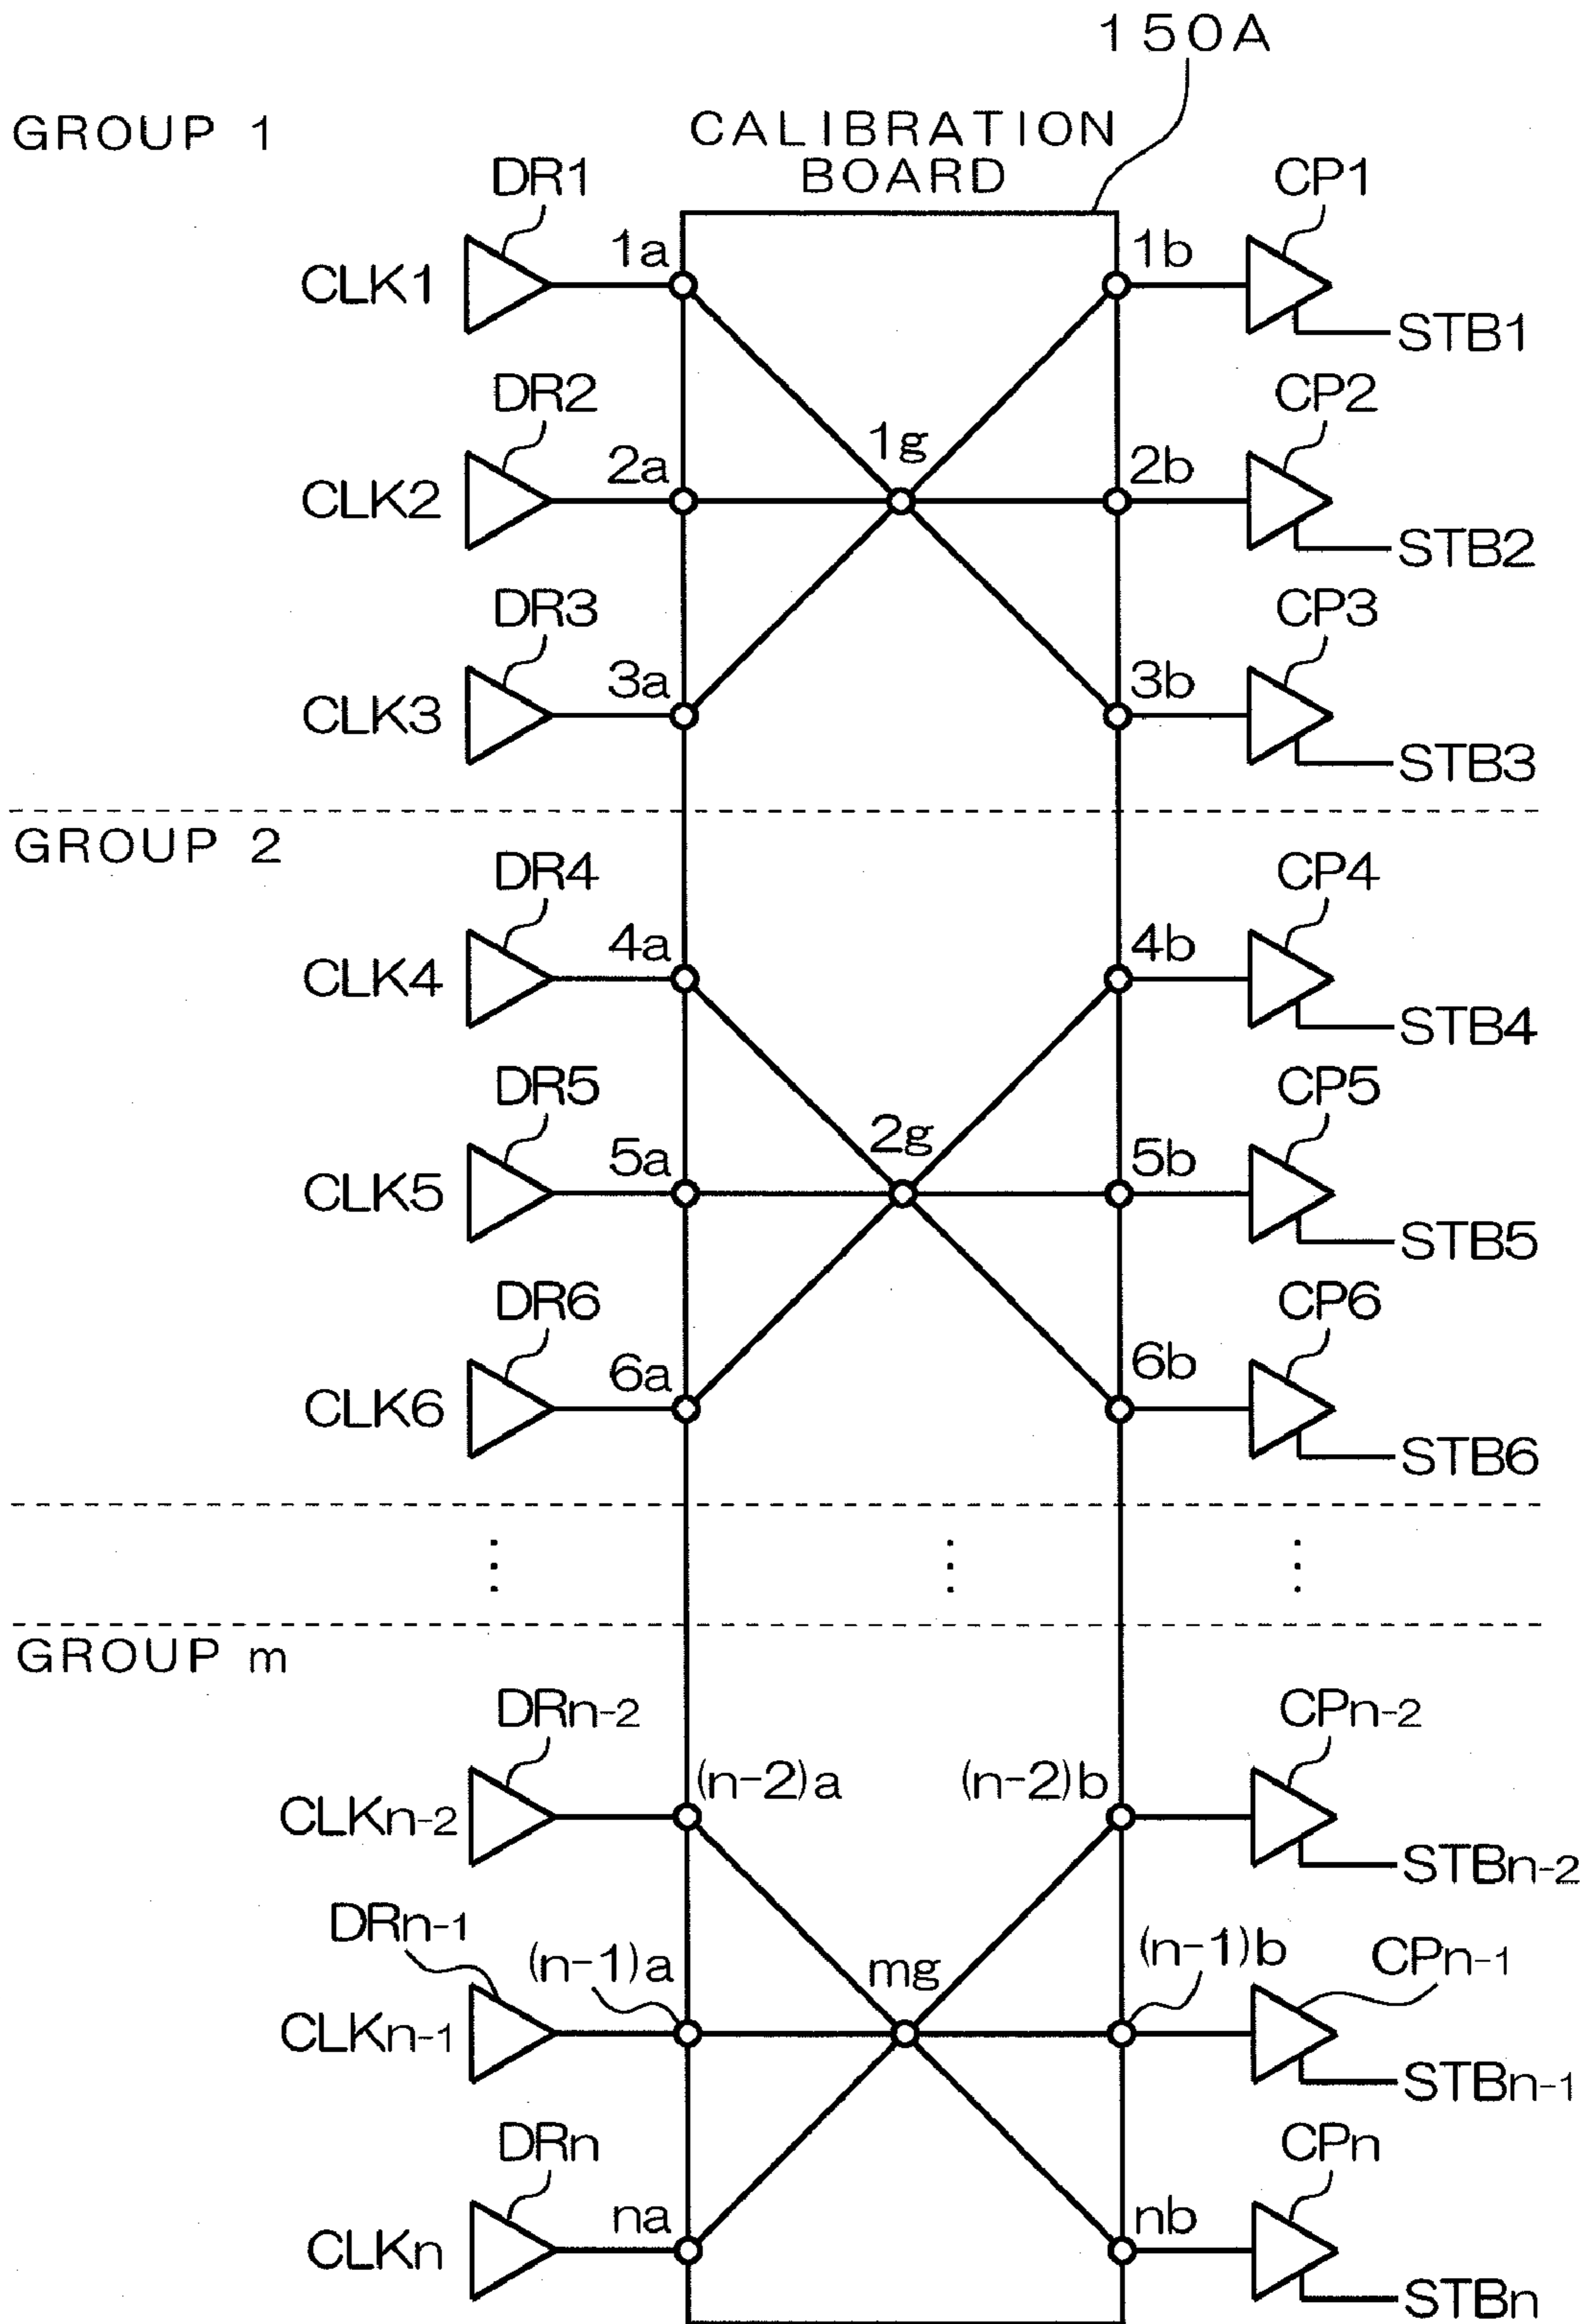 150A
GROUP 1
CALIBRATION
BOARD
DR1
CP1
1a
1b
CLK1
STB1
DR2
CP2
1g
2a
2b
CLK2
STB2
DR3
CP3
3a
3b
CLK3
STB3
GROUP 2
DR4
CP4
4a
4b
CLK4
STB4
DR5
CP5
2g
5a
5b
CLK5
STB5
DR6
CP6
6a
6b
CLK6
STB6
GROUP m
DRn-2
CPn-2
(n-2)a
(n-2)b
CLKn-2
STBn-2
DRn-1
(n-1)a
mg
(n-1)b
CPn-1
CLKn-1
STBn-1
DRn
CPn
na
nb
CLKn
STBn